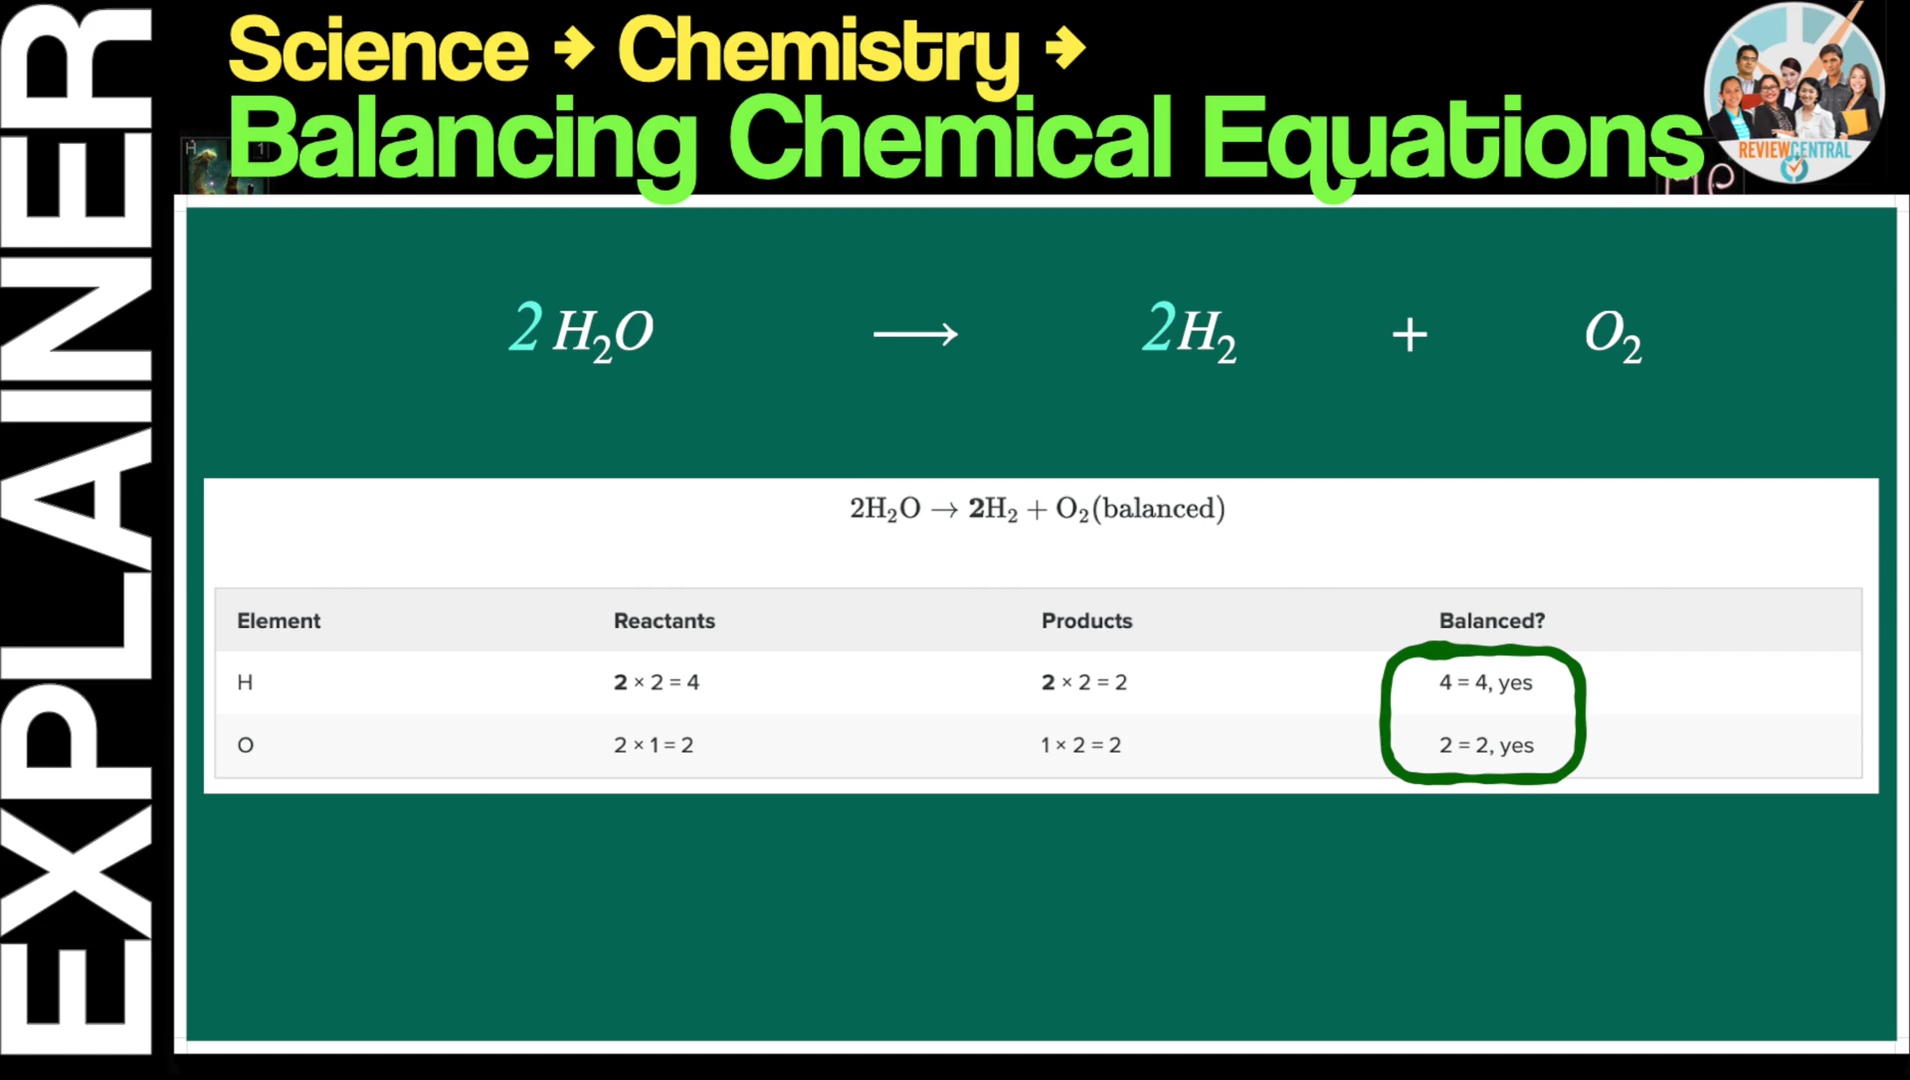 EXPLAINER
Science → Chemistry →
Balancing Chemical Equations
H 1
REVIEWCENTRAL
2 H₂O ⟶ 2H₂ + O₂
2H₂O → 2H₂ + O₂(balanced)
Element Reactants Products Balanced?
H 2 × 2 = 4 2 × 2 = 2 4 = 4, yes
O 2 × 1 = 2 1 × 2 = 2 2 = 2, yes